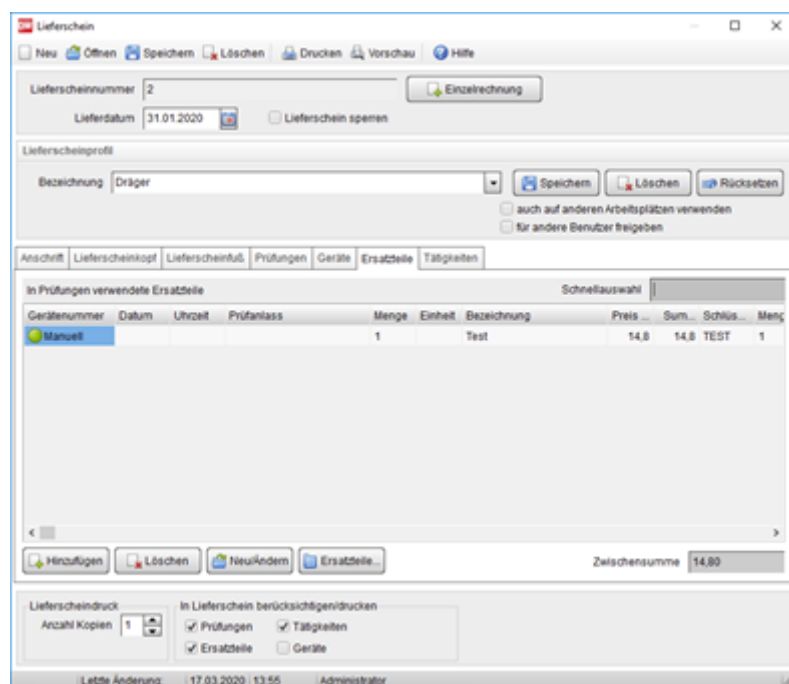 Lieferschein
Neu Öffnen Speichern Löschen Drucken Vorschau Hilfe
Lieferscheinnummer 2 Einzelrechnung
Lieferdatum 31.01.2020 Lieferschein sperren
Lieferscheinprofil
Bezeichnung Dräger Speichern Löschen Rücksetzen
auch auf anderen Arbeitsplätzen verwenden
für andere Benutzer freigeben
Anschrift Lieferscheinkopf Lieferscheinfuß Prüfungen Geräte Ersatzteile Tätigkeiten
In Prüfungen verwendete Ersatzteile Schnellauswahl
Gerätenummer Datum Uhrzeit Prüfanlass Menge Einheit Bezeichnung Preis ... Sum... Schlüs... Meng
Manuell 1 Test 14,8 14,8 TEST 1
Hinzufügen Löschen Neu/Ändern Ersatzteile... Zwischensumme 14,80
Lieferscheindruck In Lieferschein berücksichtigen/drucken
Anzahl Kopien 1 Prüfungen Tätigkeiten
Ersatzteile Geräte
Letzte Änderung: 17.03.2020 13:55 Administrator